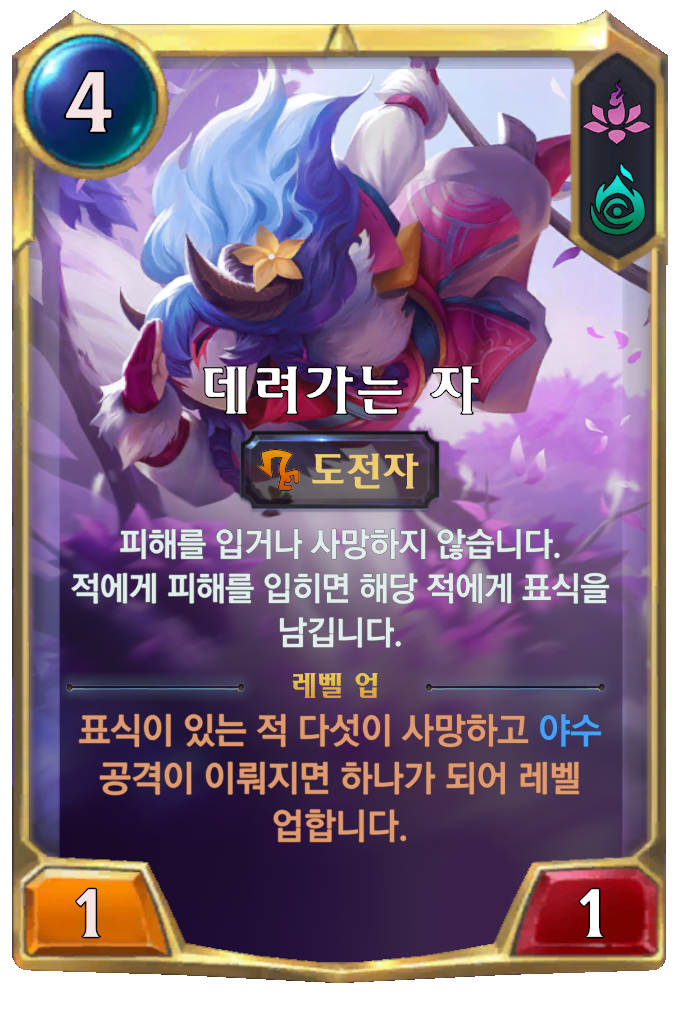 4
데려가는 자
도전자
피해를 입거나 사망하지 않습니다.
적에게 피해를 입히면 해당 적에게 표식을
남깁니다.
레벨 업
표식이 있는 적 다섯이 사망하고 야수
공격이 이뤄지면 하나가 되어 레벨
업합니다.
1
1